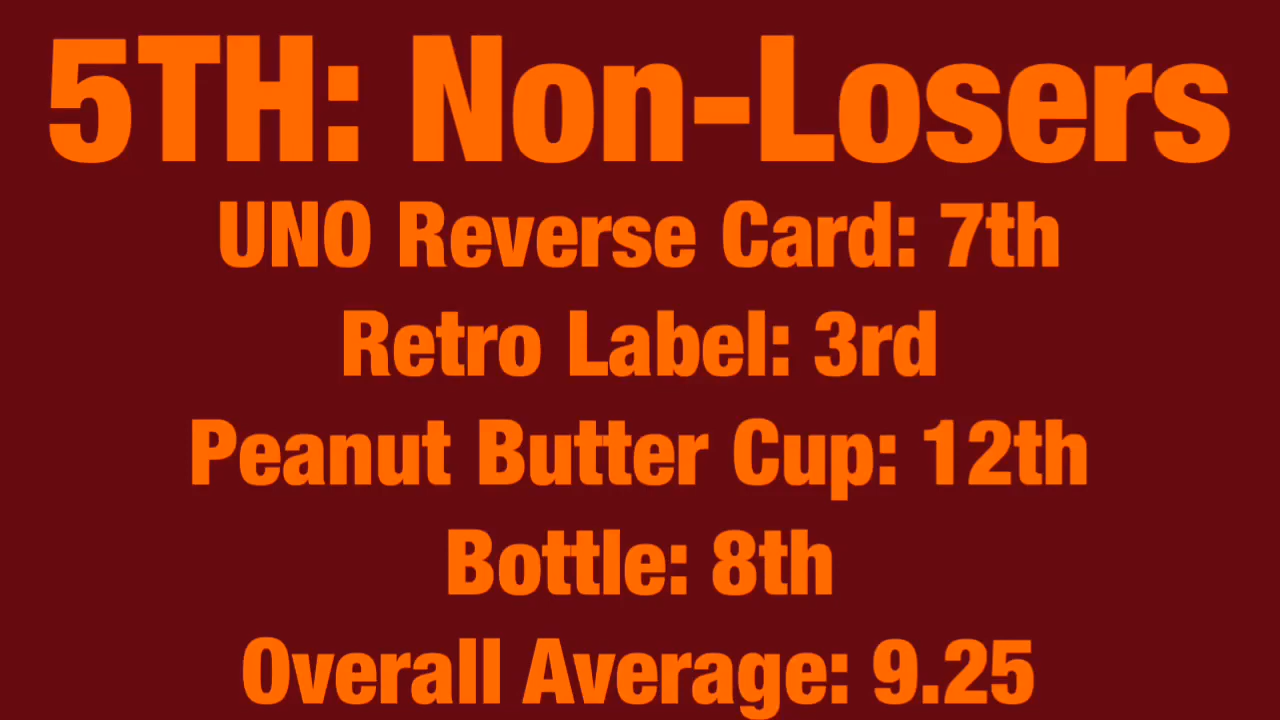 5TH: Non-Losers
UNO Reverse Card: 7th
Retro Label: 3rd
Peanut Butter Cup: 12th
Bottle: 8th
Overall Average: 9.25